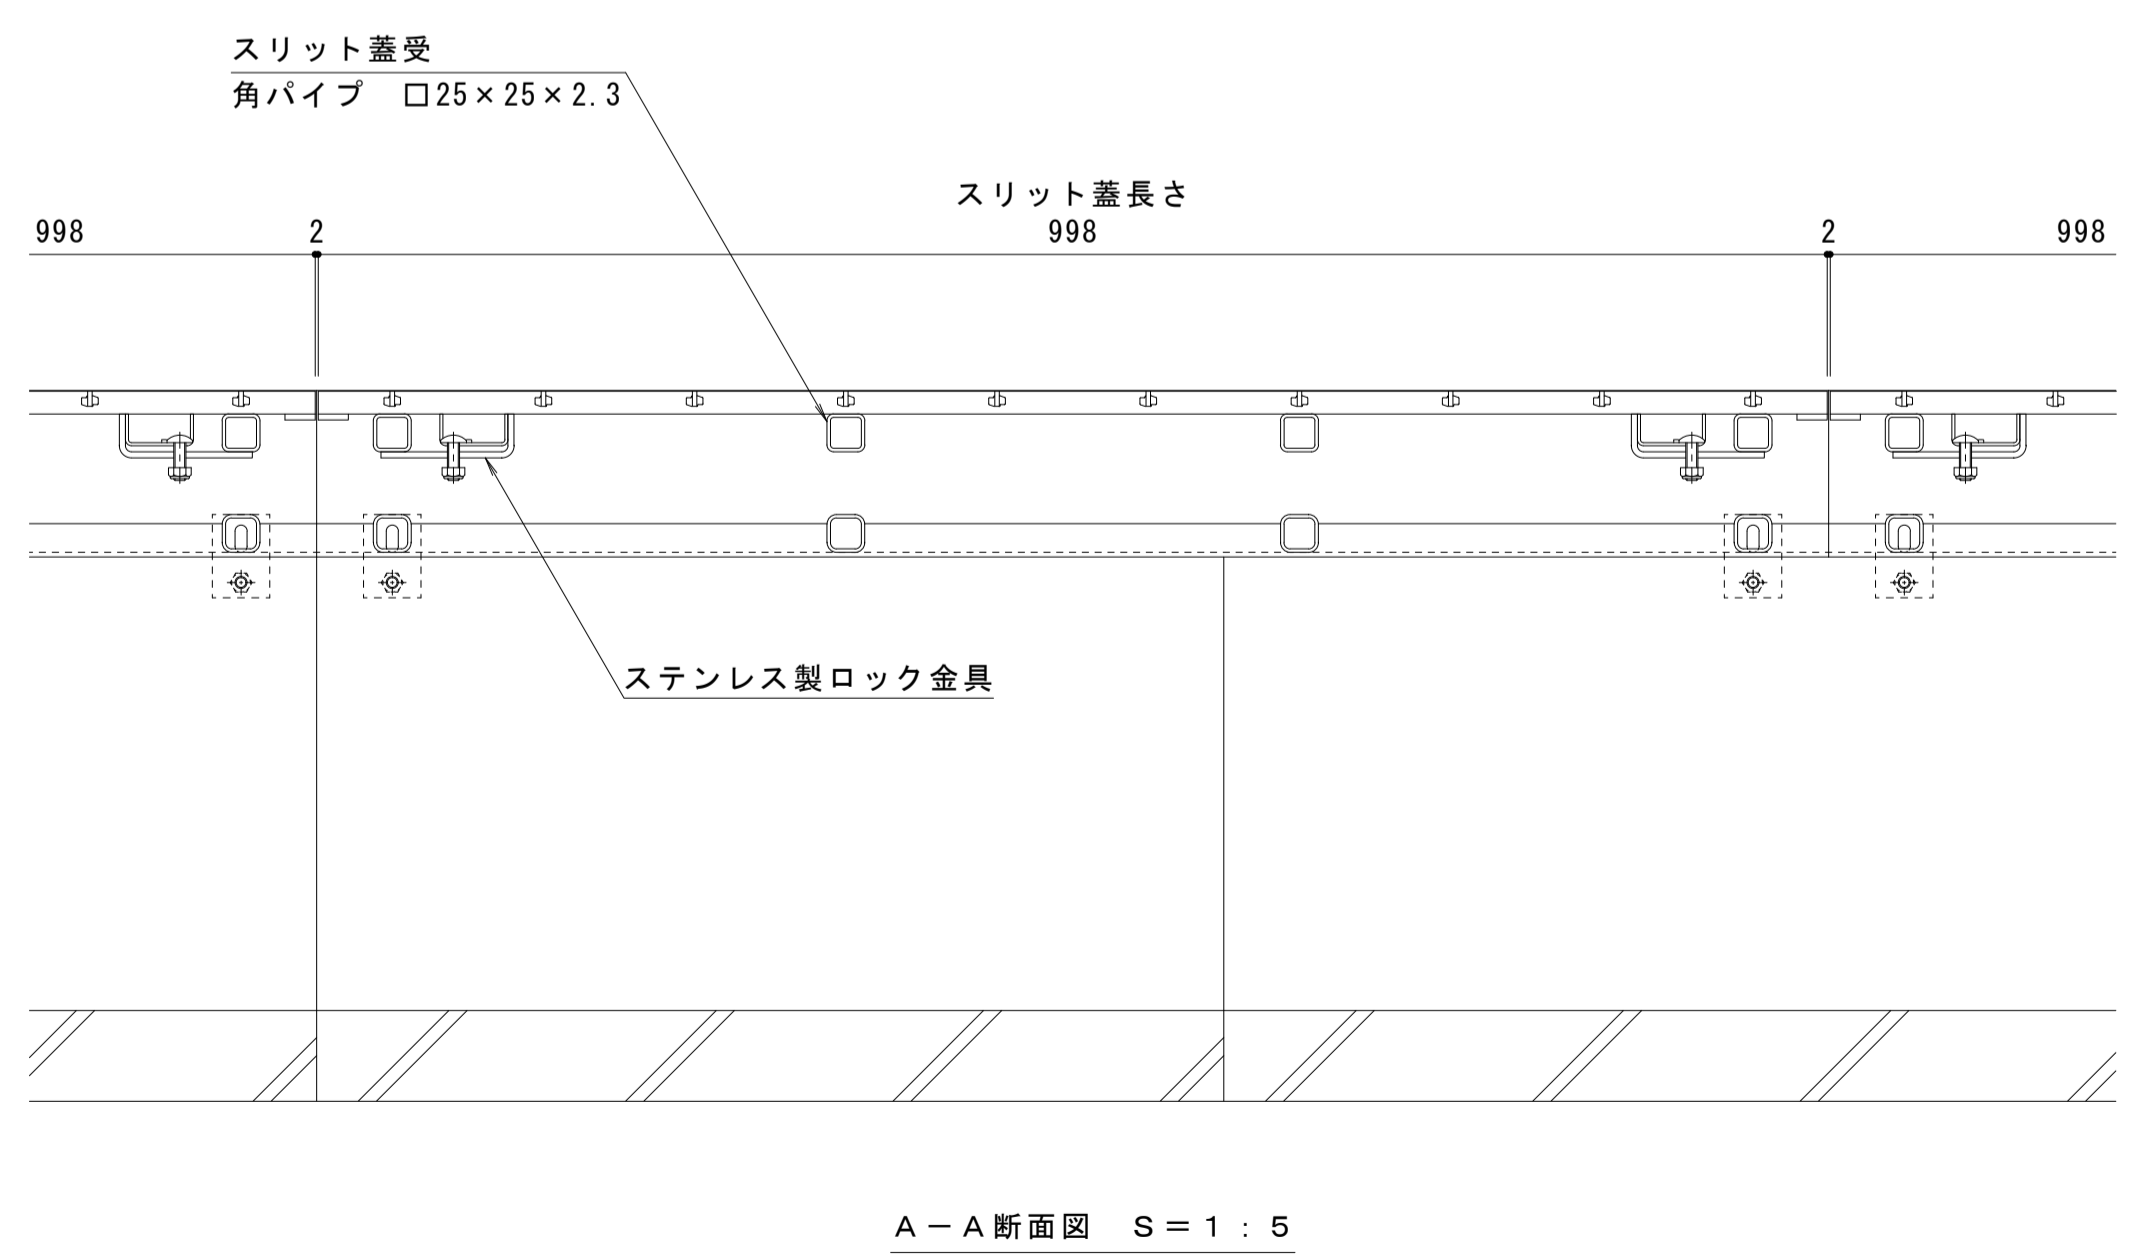 スリット蓋受
角パイプ　□25×25×2.3
スリット蓋長さ
998 2 998 2 998
ステンレス製ロック金具
Ａ－Ａ断面図　Ｓ＝１：５